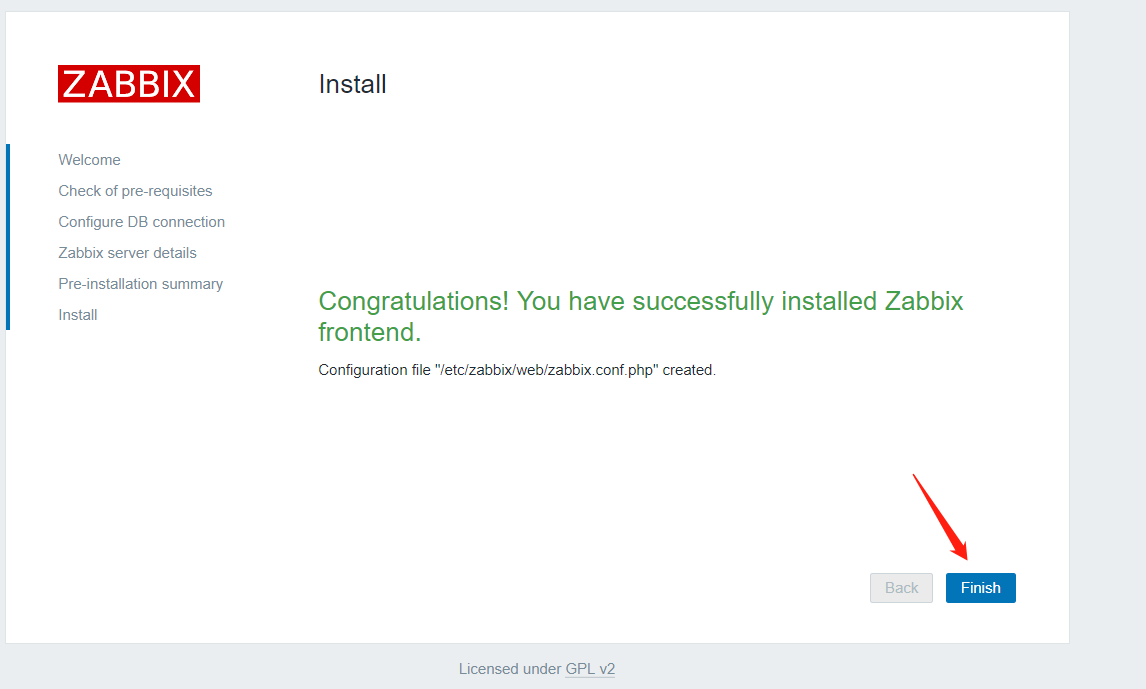 ZABBIX
Install
Welcome
Check of pre-requisites
Configure DB connection
Zabbix server details
Pre-installation summary
Install
Congratulations! You have successfully installed Zabbix
frontend.
Configuration file "/etc/zabbix/web/zabbix.conf.php" created.
Back
Finish
Licensed under GPL v2